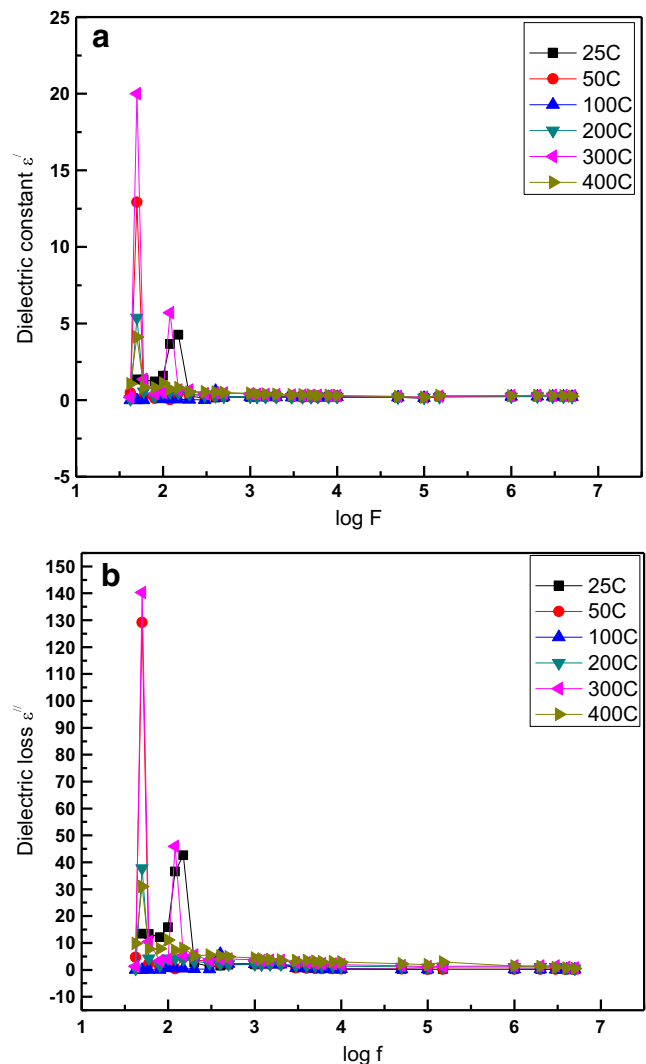 a
25
20
15
10
5
0
-5
Dielectric constant ε′
25C
50C
100C
200C
300C
400C
1 2 3 4 5 6 7
log F
b
150
140
130
120
110
100
90
80
70
60
50
40
30
20
10
0
-10
Dielectric loss ε″
25C
50C
100C
200C
300C
400C
1 2 3 4 5 6 7
log f